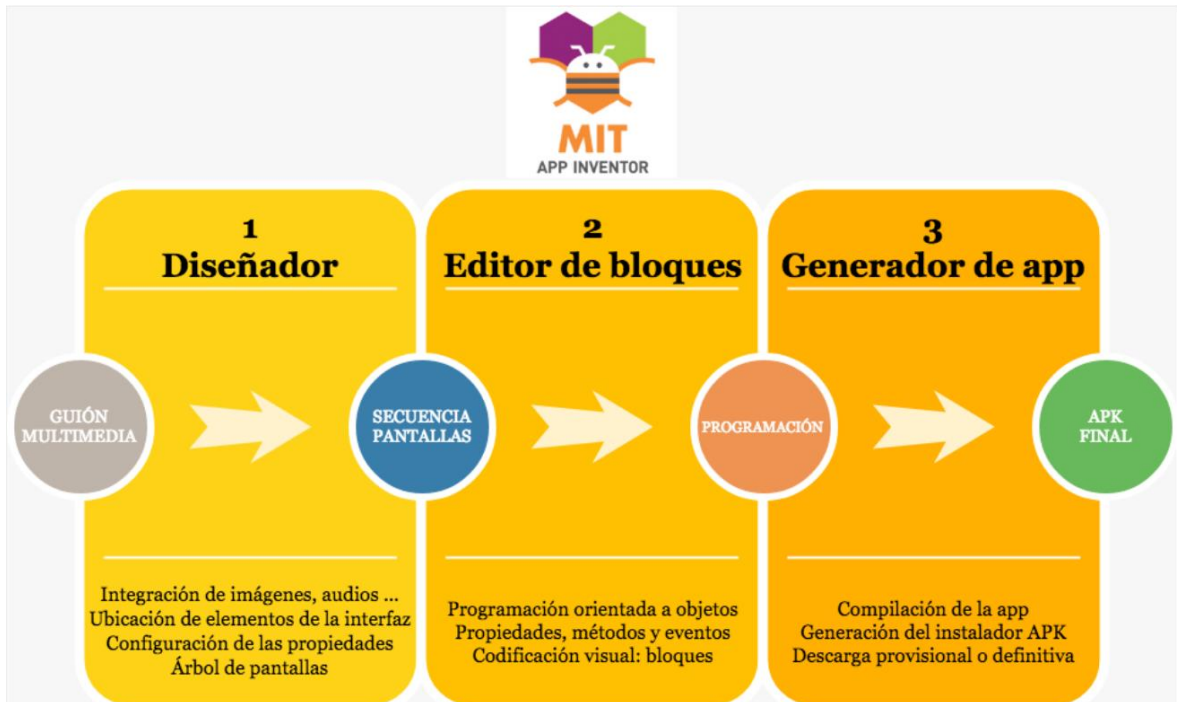 MIT
APP INVENTOR
1
Diseñador
2
Editor de bloques
3
Generador de app
GUIÓN
MULTIMEDIA
SECUENCIA
PANTALLAS
PROGRAMACIÓN
APK
FINAL
Integración de imágenes, audios ...
Ubicación de elementos de la interfaz
Configuración de las propiedades
Árbol de pantallas
Programación orientada a objetos
Propiedades, métodos y eventos
Codificación visual: bloques
Compilación de la app
Generación del instalador APK
Descarga provisional o definitiva